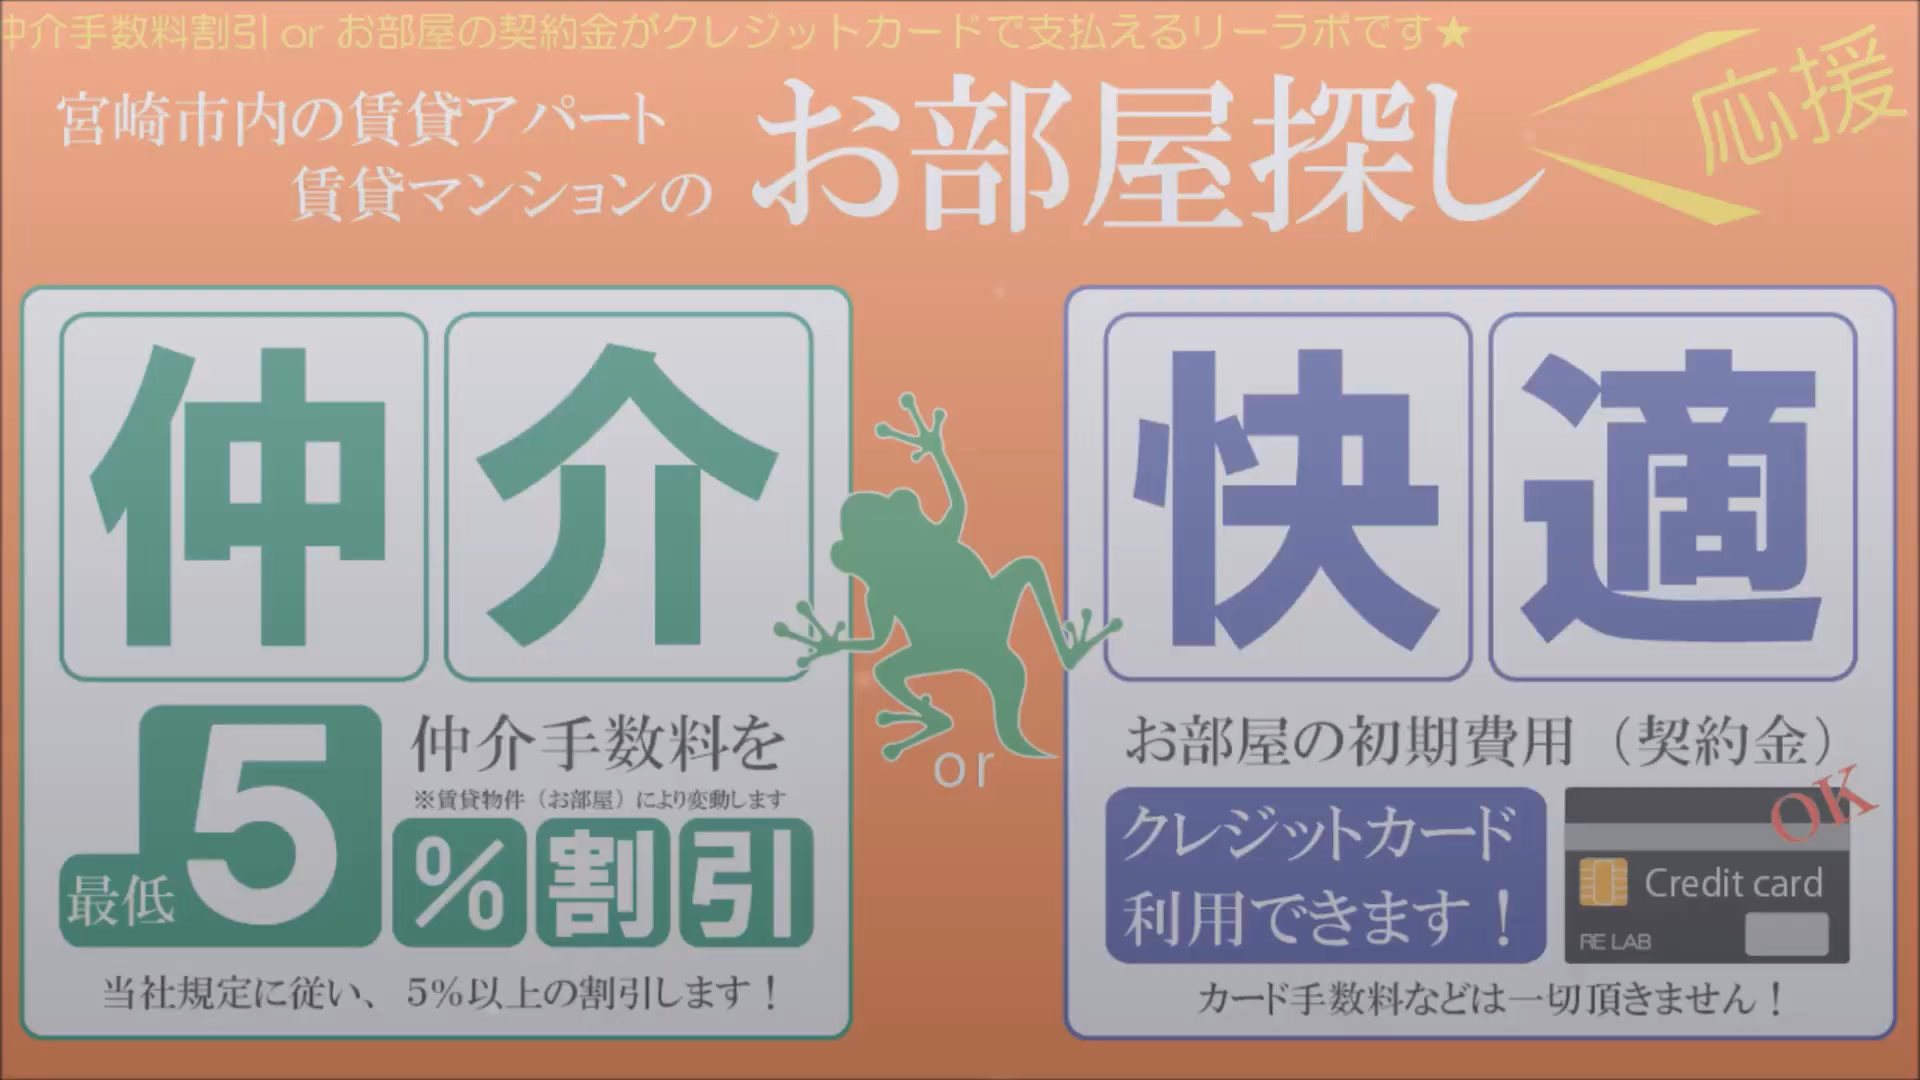 仲介手数料割引 or お部屋の契約金がクレジットカードで支払えるリーラボです★
宮崎市内の賃貸アパート
賃貸マンションの
お部屋探し
応援
仲介
仲介手数料を
※賃貸物件（お部屋）により変動します
最低5%割引
当社規定に従い、5%以上の割引します！
or
快適
お部屋の初期費用（契約金）
クレジットカード
利用できます！
OK
Credit card
RE LAB
カード手数料などは一切頂きません！